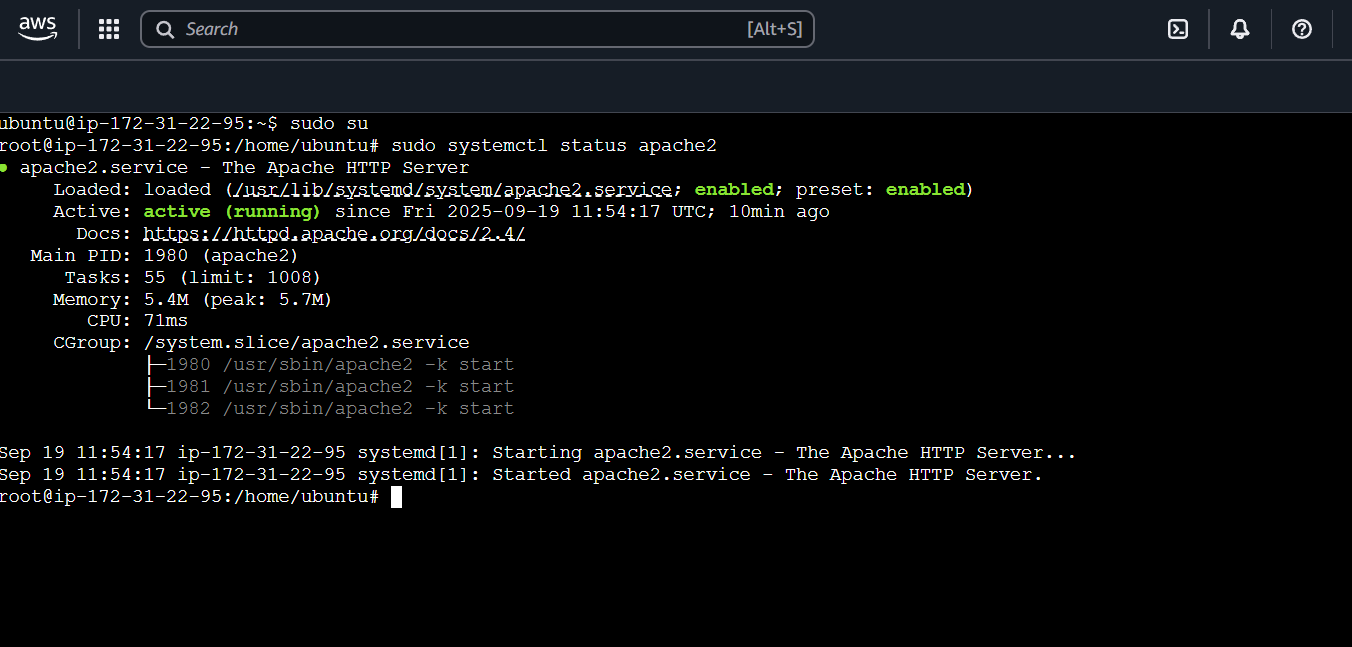 aws
Search [Alt+S]
ubuntu@ip-172-31-22-95:~$ sudo su
root@ip-172-31-22-95:/home/ubuntu# sudo systemctl status apache2
● apache2.service - The Apache HTTP Server
Loaded: loaded (/usr/lib/systemd/system/apache2.service; enabled; preset: enabled)
Active: active (running) since Fri 2025-09-19 11:54:17 UTC; 10min ago
Docs: https://httpd.apache.org/docs/2.4/
Main PID: 1980 (apache2)
Tasks: 55 (limit: 1008)
Memory: 5.4M (peak: 5.7M)
CPU: 71ms
CGroup: /system.slice/apache2.service
├─1980 /usr/sbin/apache2 -k start
├─1981 /usr/sbin/apache2 -k start
└─1982 /usr/sbin/apache2 -k start
Sep 19 11:54:17 ip-172-31-22-95 systemd[1]: Starting apache2.service - The Apache HTTP Server...
Sep 19 11:54:17 ip-172-31-22-95 systemd[1]: Started apache2.service - The Apache HTTP Server.
root@ip-172-31-22-95:/home/ubuntu#